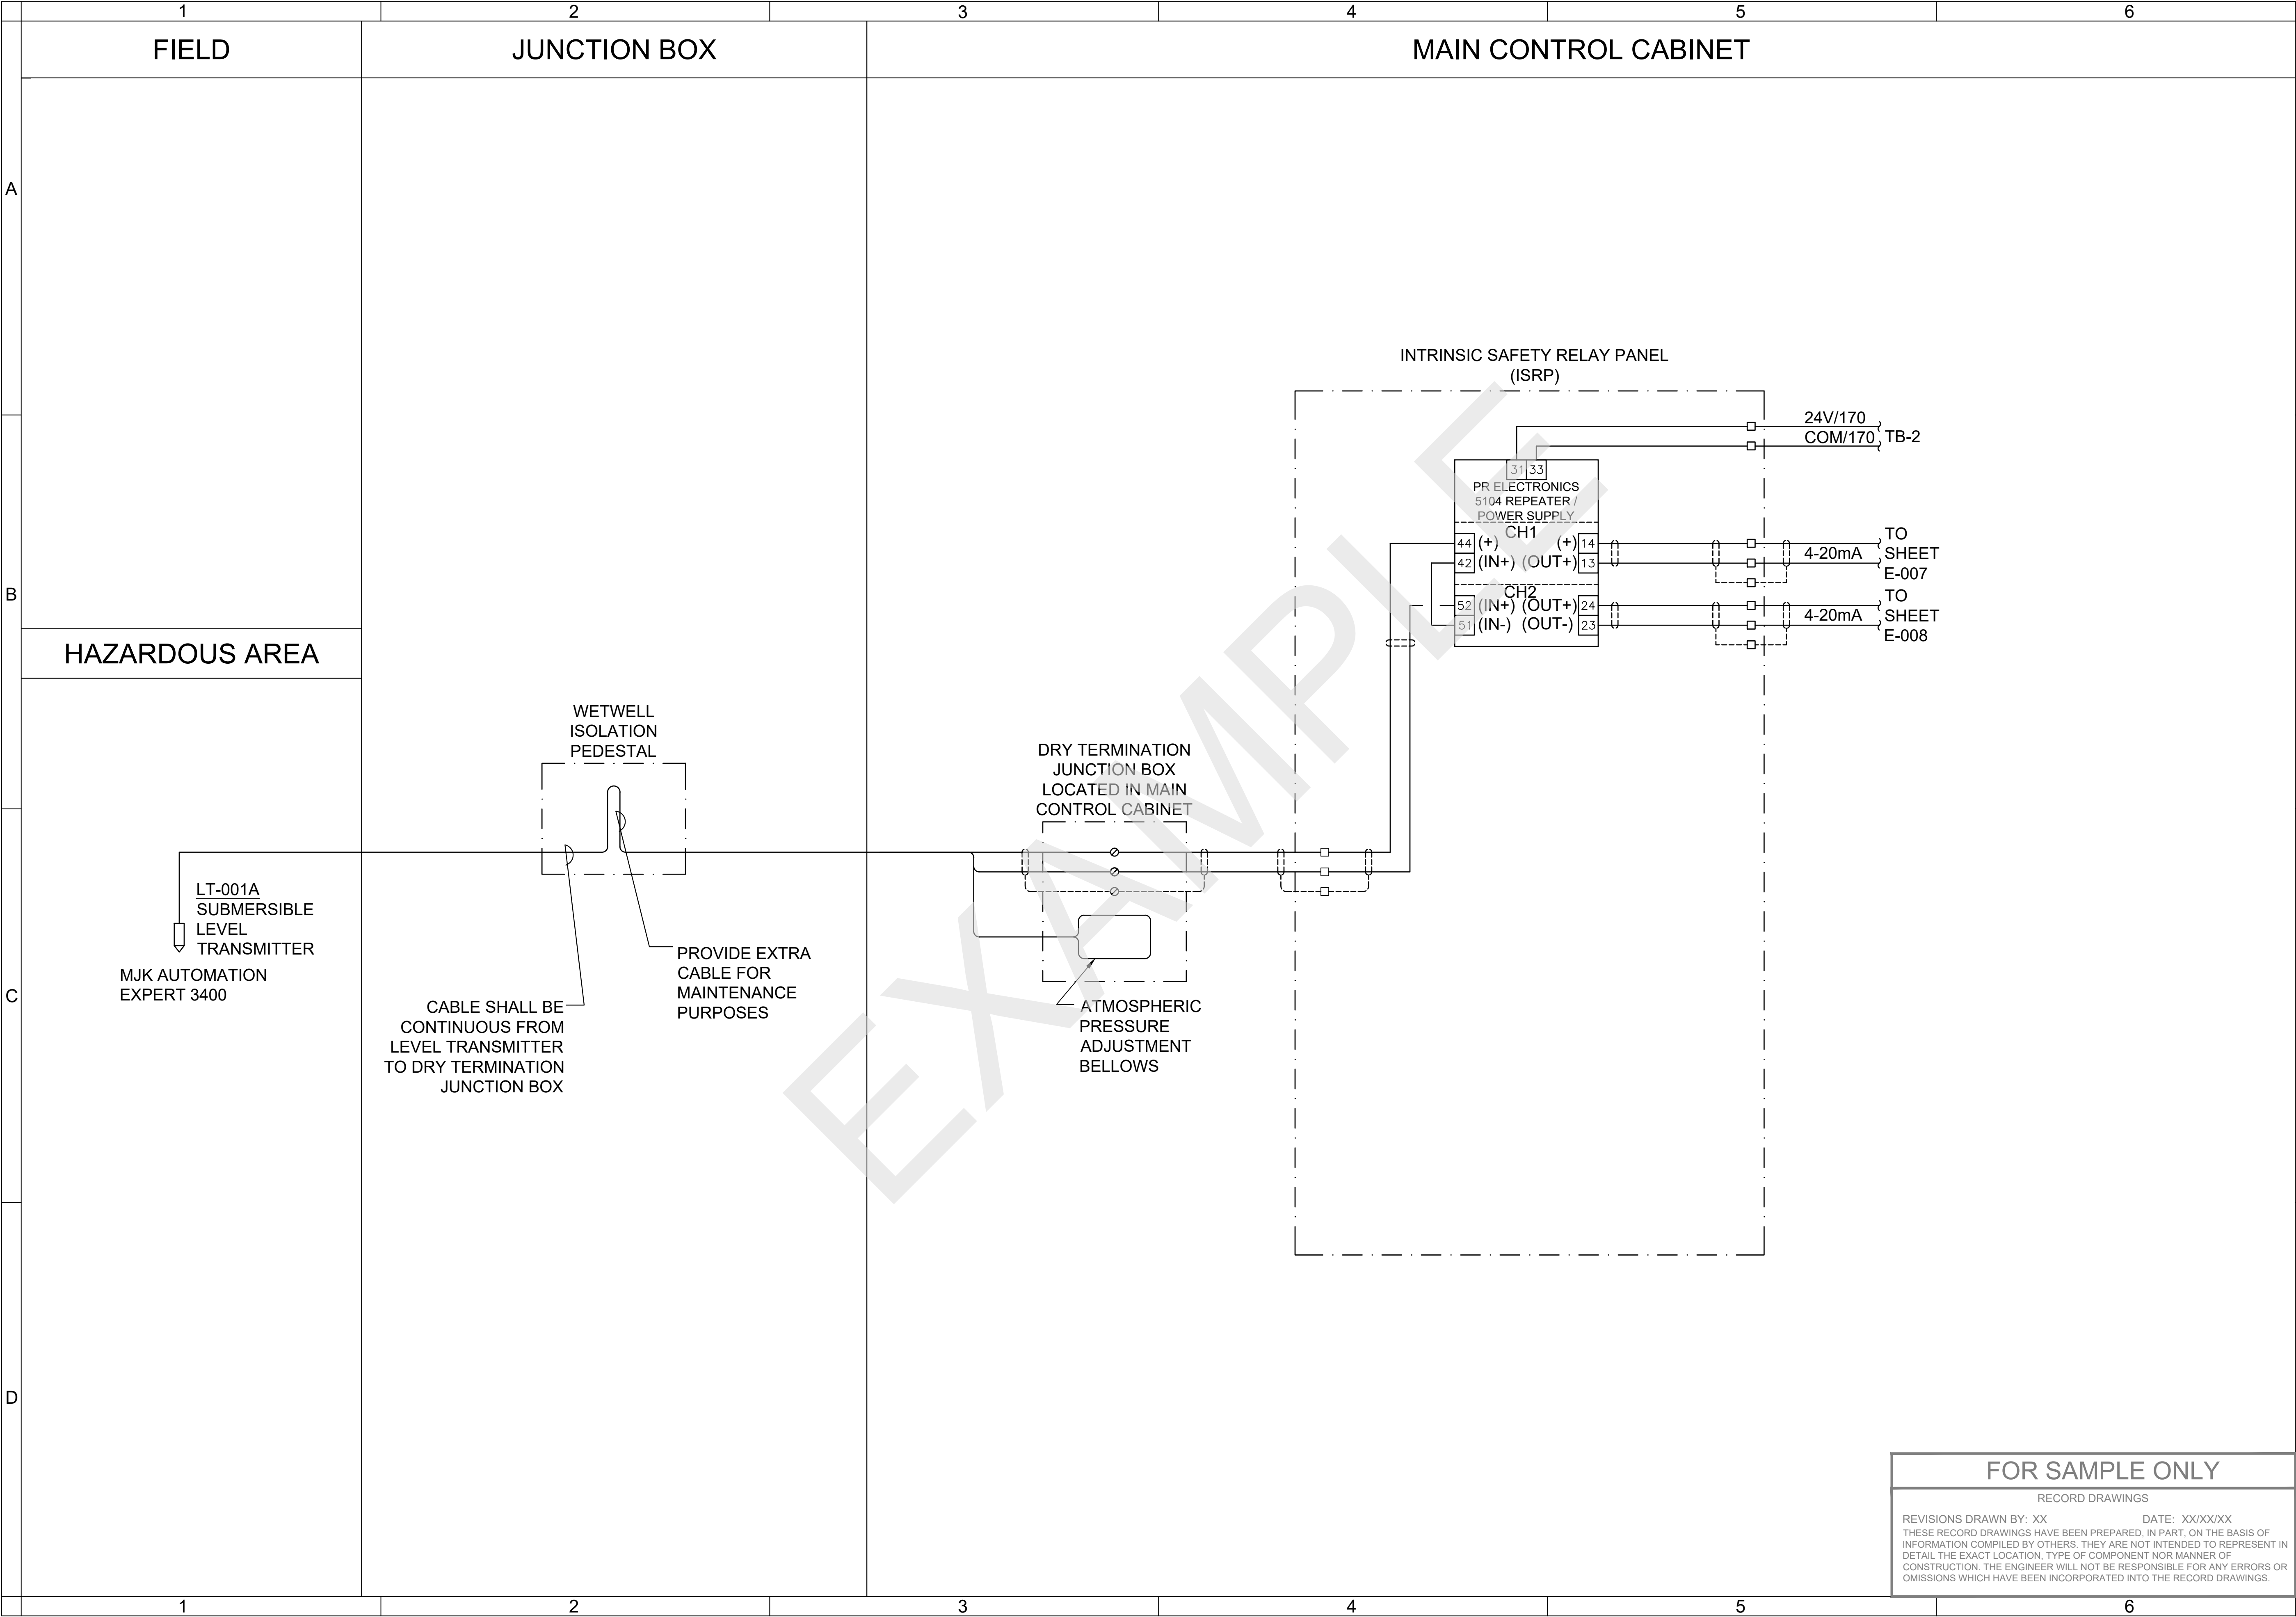 1 2 3 4 5 6
FIELD
JUNCTION BOX
MAIN CONTROL CABINET
A
B
C
D
HAZARDOUS AREA
LT-001A
SUBMERSIBLE
LEVEL
TRANSMITTER
MJK AUTOMATION
EXPERT 3400
WETWELL
ISOLATION
PEDESTAL
CABLE SHALL BE
CONTINUOUS FROM
LEVEL TRANSMITTER
TO DRY TERMINATION
JUNCTION BOX
PROVIDE EXTRA
CABLE FOR
MAINTENANCE
PURPOSES
DRY TERMINATION
JUNCTION BOX
LOCATED IN MAIN
CONTROL CABINET
ATMOSPHERIC
PRESSURE
ADJUSTMENT
BELLOWS
INTRINSIC SAFETY RELAY PANEL
(ISRP)
24V/170
COM/170
TB-2
31 33
PR ELECTRONICS
5104 REPEATER /
POWER SUPPLY
CH1
44 (+) (+) 14
42 (IN+) (OUT+) 13
CH2
52 (IN+) (OUT+) 24
51 (IN-) (OUT-) 23
4-20mA
TO
SHEET
E-007
4-20mA
TO
SHEET
E-008
EXAMPLE
FOR SAMPLE ONLY
RECORD DRAWINGS
REVISIONS DRAWN BY: XX DATE: XX/XX/XX
THESE RECORD DRAWINGS HAVE BEEN PREPARED, IN PART, ON THE BASIS OF
INFORMATION COMPILED BY OTHERS. THEY ARE NOT INTENDED TO REPRESENT IN
DETAIL THE EXACT LOCATION, TYPE OF COMPONENT NOR MANNER OF
CONSTRUCTION. THE ENGINEER WILL NOT BE RESPONSIBLE FOR ANY ERRORS OR
OMISSIONS WHICH HAVE BEEN INCORPORATED INTO THE RECORD DRAWINGS.
1 2 3 4 5 6